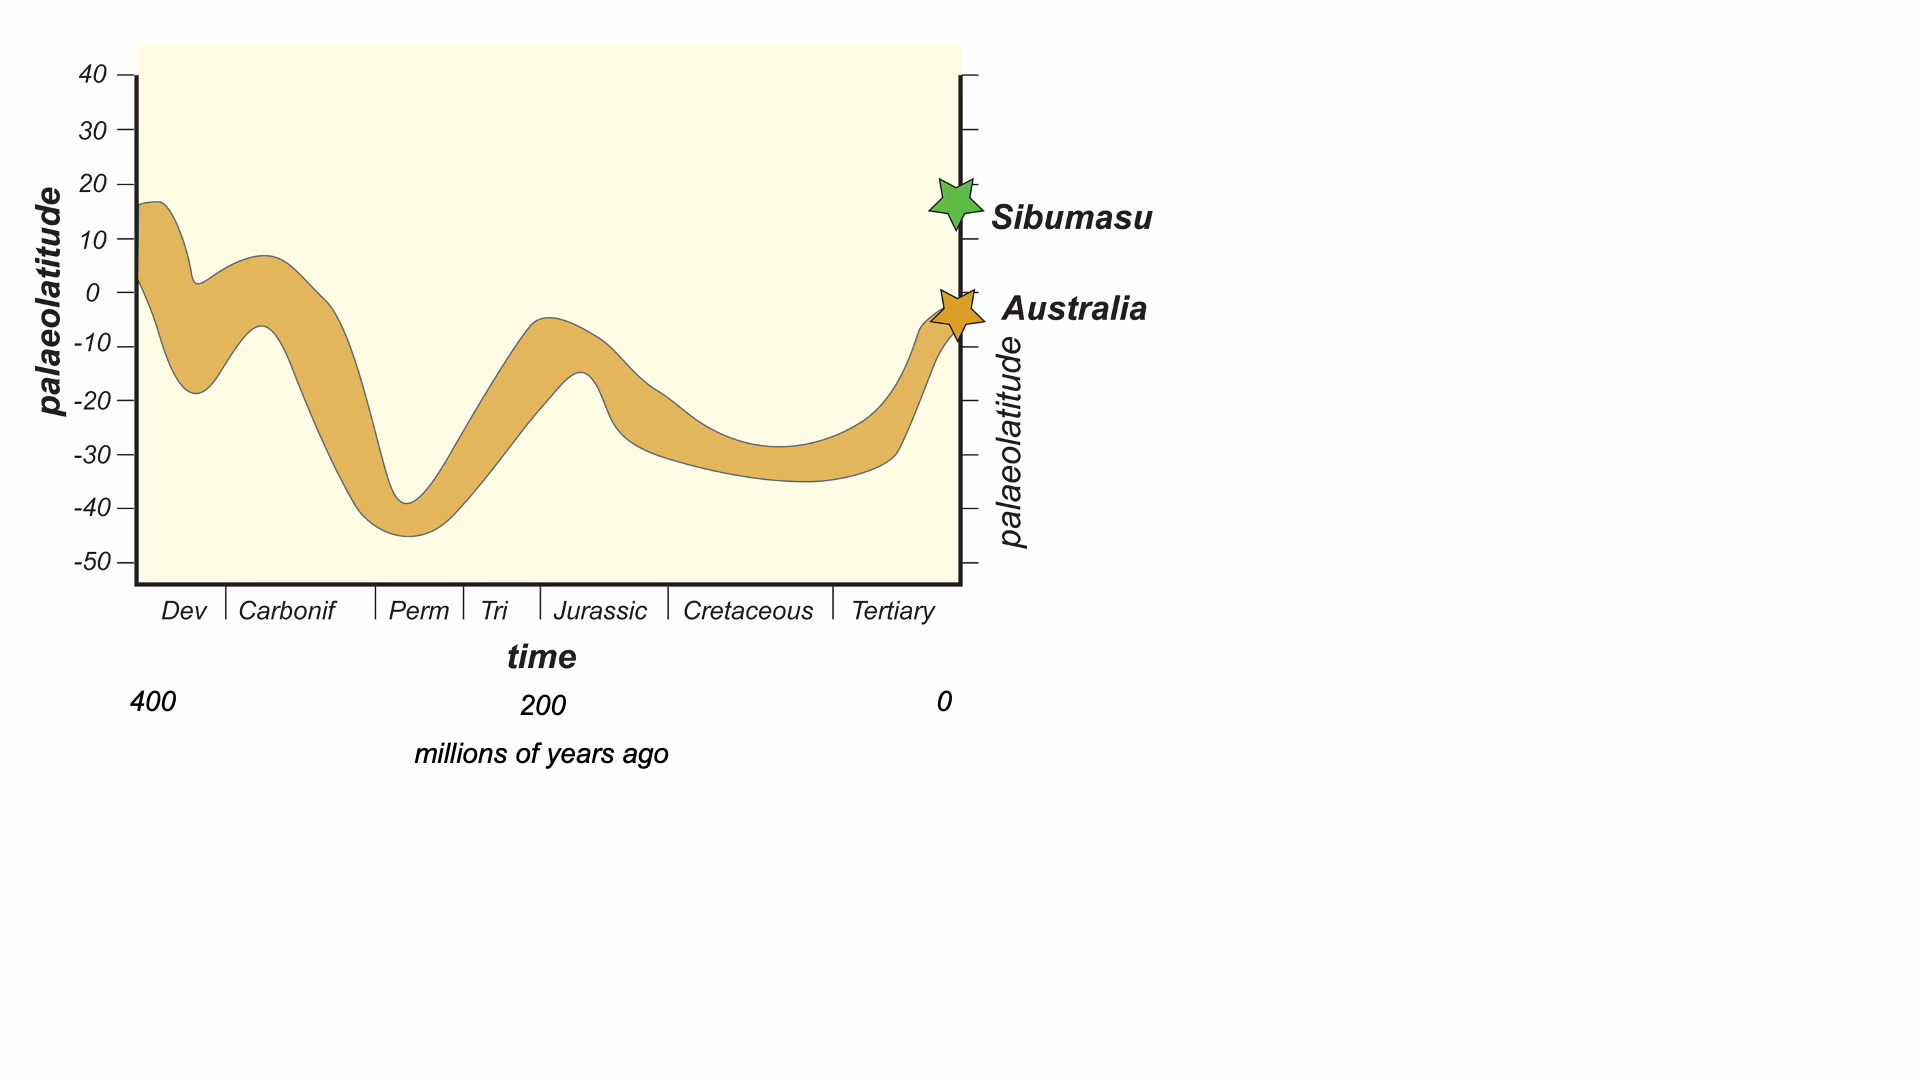 40
30
20
10
0
-10
-20
-30
-40
-50
palaeolatitude
Sibumasu
Australia
palaeolatitude
Dev Carbonif Perm Tri Jurassic Cretaceous Tertiary
time
400 200 0
millions of years ago